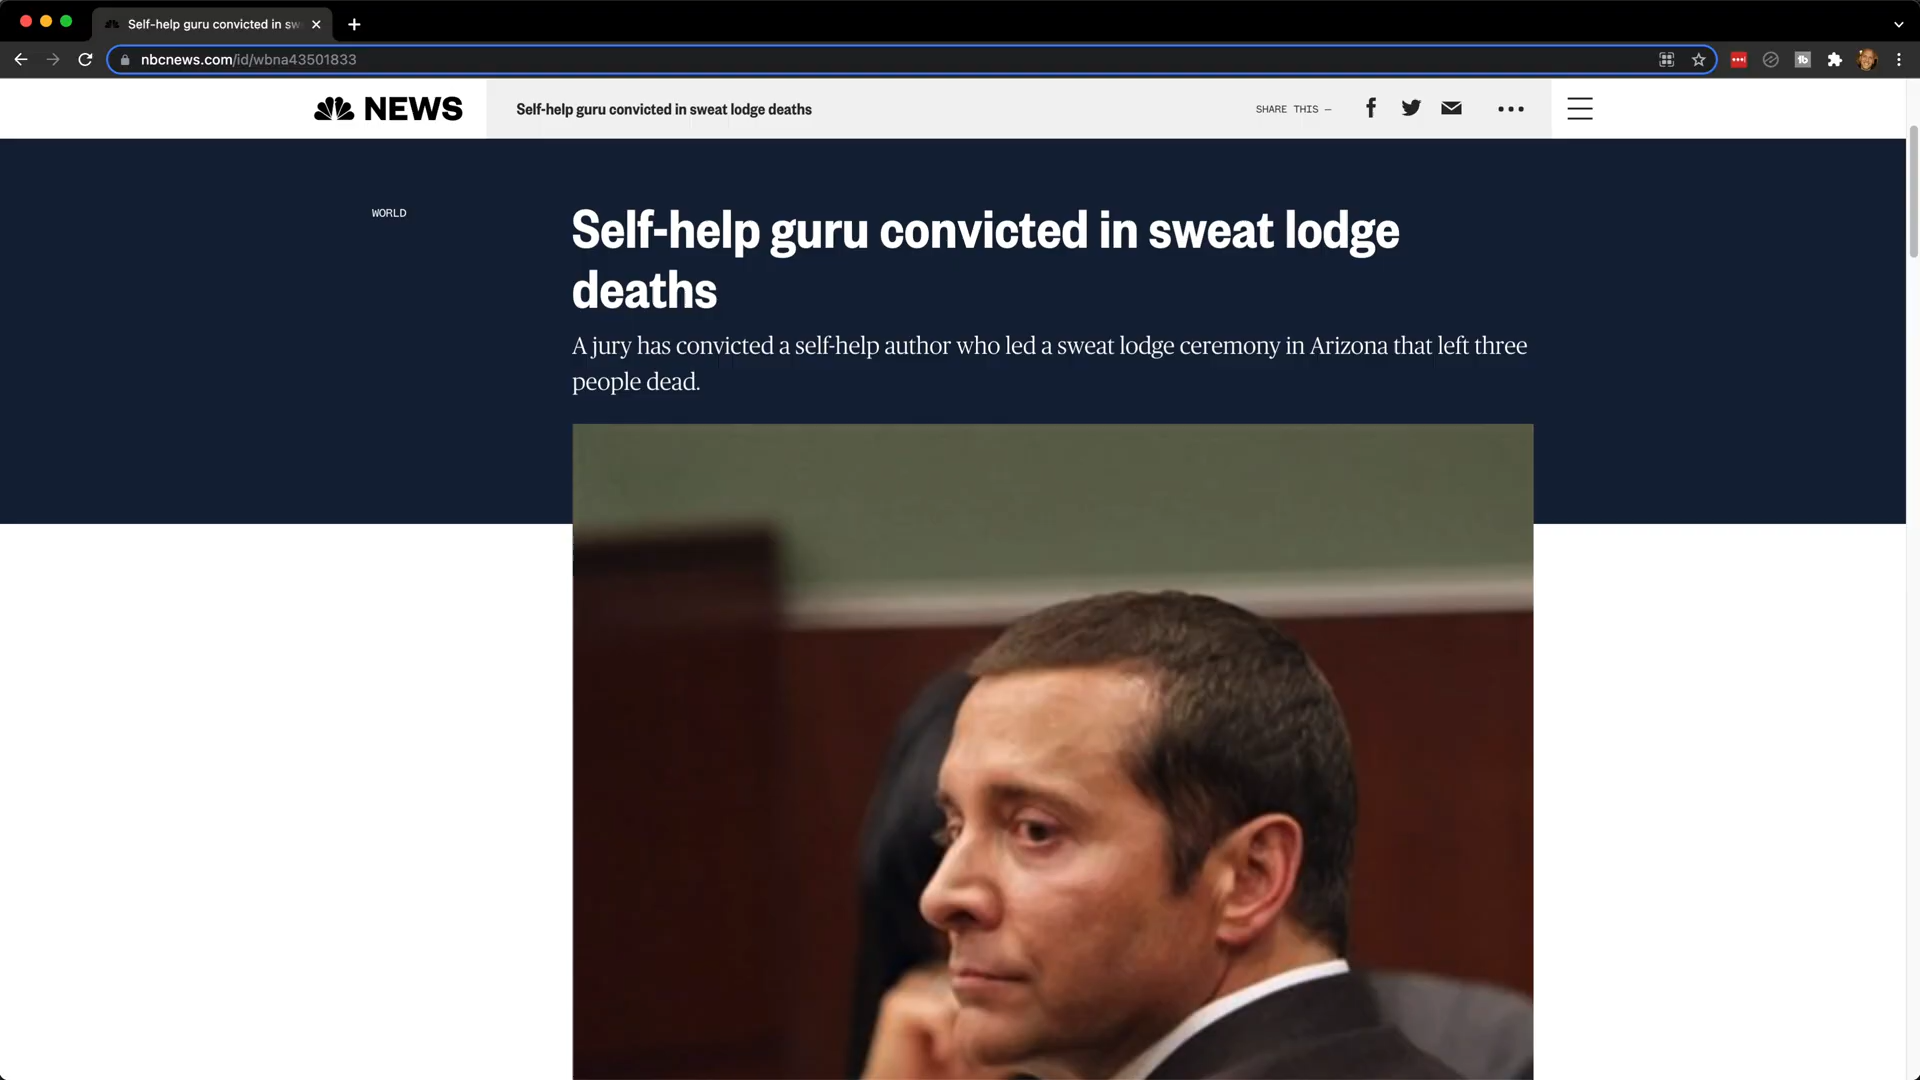 Self-help guru convicted in sw
nbcnews.com/id/wbna43501833
NEWS
Self-help guru convicted in sweat lodge deaths
SHARE THIS —
WORLD
Self-help guru convicted in sweat lodge
deaths
A jury has convicted a self-help author who led a sweat lodge ceremony in Arizona that left three
people dead.